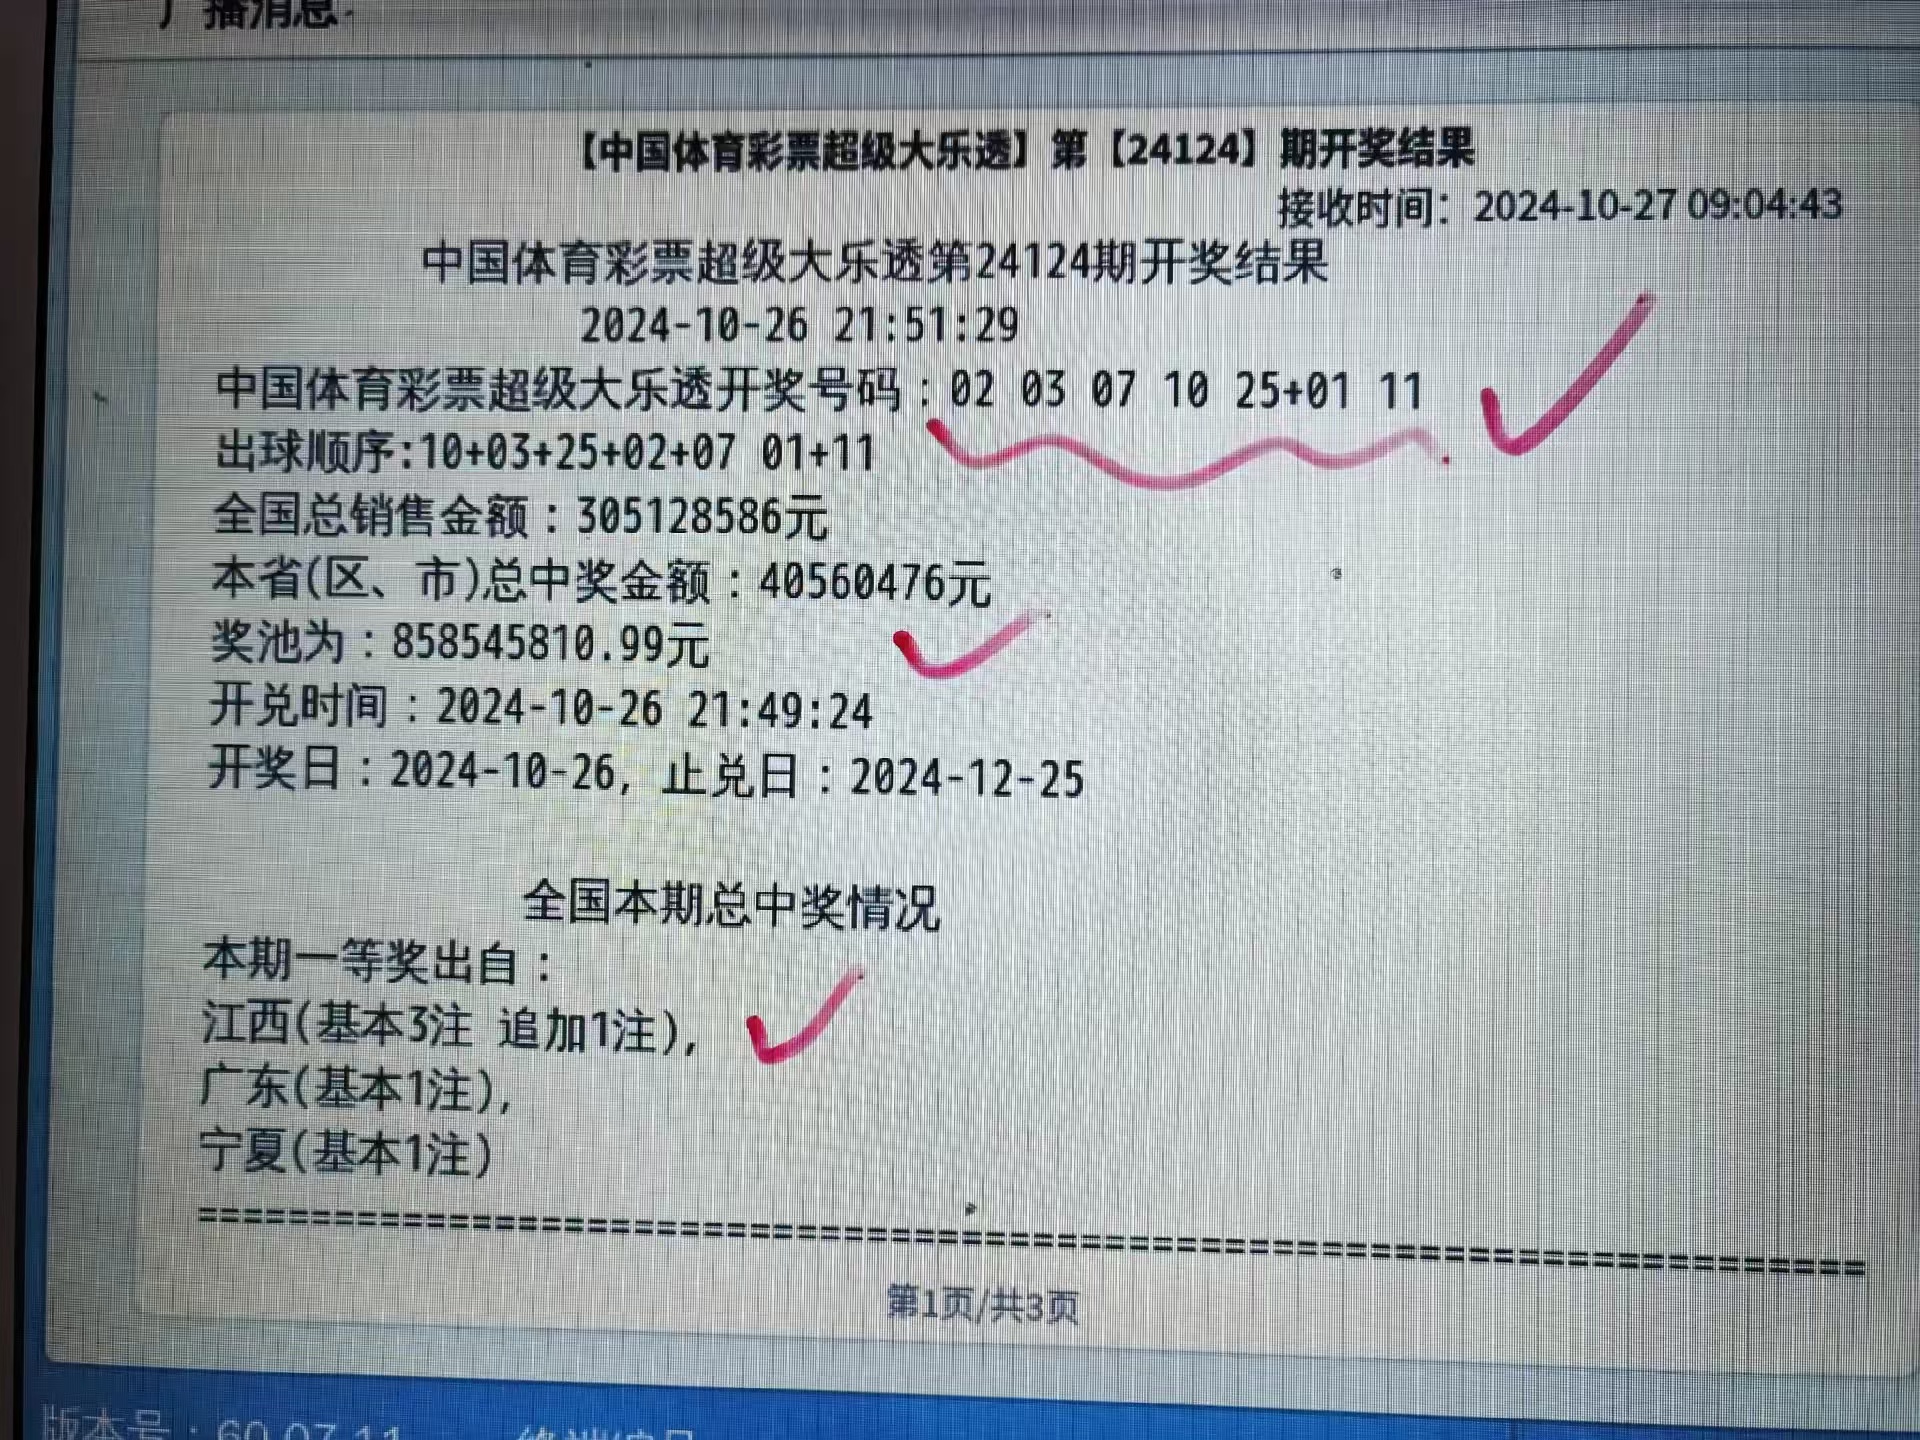 广播消息
【中国体育彩票超级大乐透】第【24124】期开奖结果
接收时间：2024-10-27 09:04:43
中国体育彩票超级大乐透第24124期开奖结果
2024-10-26 21:51:29
中国体育彩票超级大乐透开奖号码:02 03 07 10 25+01 11
出球顺序:10+03+25+02+07 01+11
全国总销售金额:305128586元
本省(区、市)总中奖金额:40560476元
奖池为:858545810.99元
开兑时间:2024-10-26 21:49:24
开奖日:2024-10-26, 止兑日:2024-12-25
全国本期总中奖情况
本期一等奖出自:
江西(基本3注 追加1注),
广东(基本1注),
宁夏(基本1注)
第1页/共3页
版本号：60.07.11